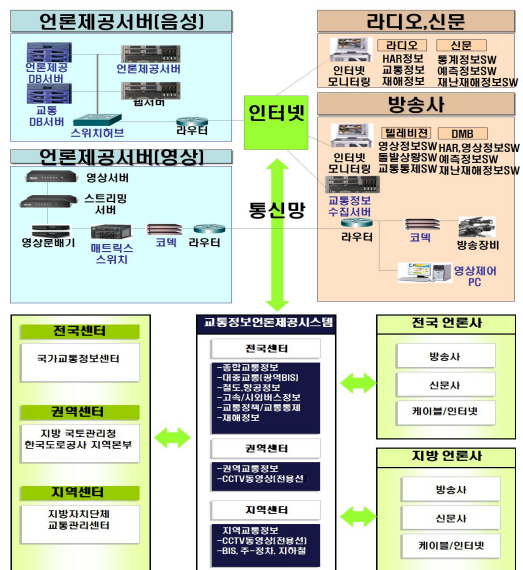 언론제공서버(음성)
언론제공
DB서버
언론제공서버
교통
DB서버
웹서버
스위치허브
라우터
언론제공서버(영상)
영상서버
스트리밍
서버
영상분배기
매트릭스
스위치
코덱
라우터
인터넷
통신망
라디오,신문
인터넷
모니터링
라디오
HAR정보
교통정보
재해정보
신문
통계정보SW
예측정보SW
재난재해정보SW
방송사
인터넷
모니터링
텔레비젼
영상정보SW
돌발상황SW
교통통제SW
DMB
HAR,영상정보SW
예측정보SW
재난재해정보SW
교통정보
수집서버
라우터
코덱
방송장비
영상제어
PC
전국센터
국가교통정보센터
권역센터
지방 국토관리청
한국도로공사 지역본부
지역센터
지방자치단체
교통관리센터
교통정보언론제공시스템
전국센터
-종합교통정보
-대중교통(광역BIS)
-철도,항공정보
-고속/시외버스정보
-교통정책/교통통제
-재해정보
권역센터
-권역교통정보
-CCTV동영상(전용선
지역센터
-지역교통정보
-CCTV동영상(전용선)
-BIS, 주-정차, 지하철
전국 언론사
방송사
신문사
케이블/인터넷
지방 언론사
방송사
신문사
케이블/인터넷